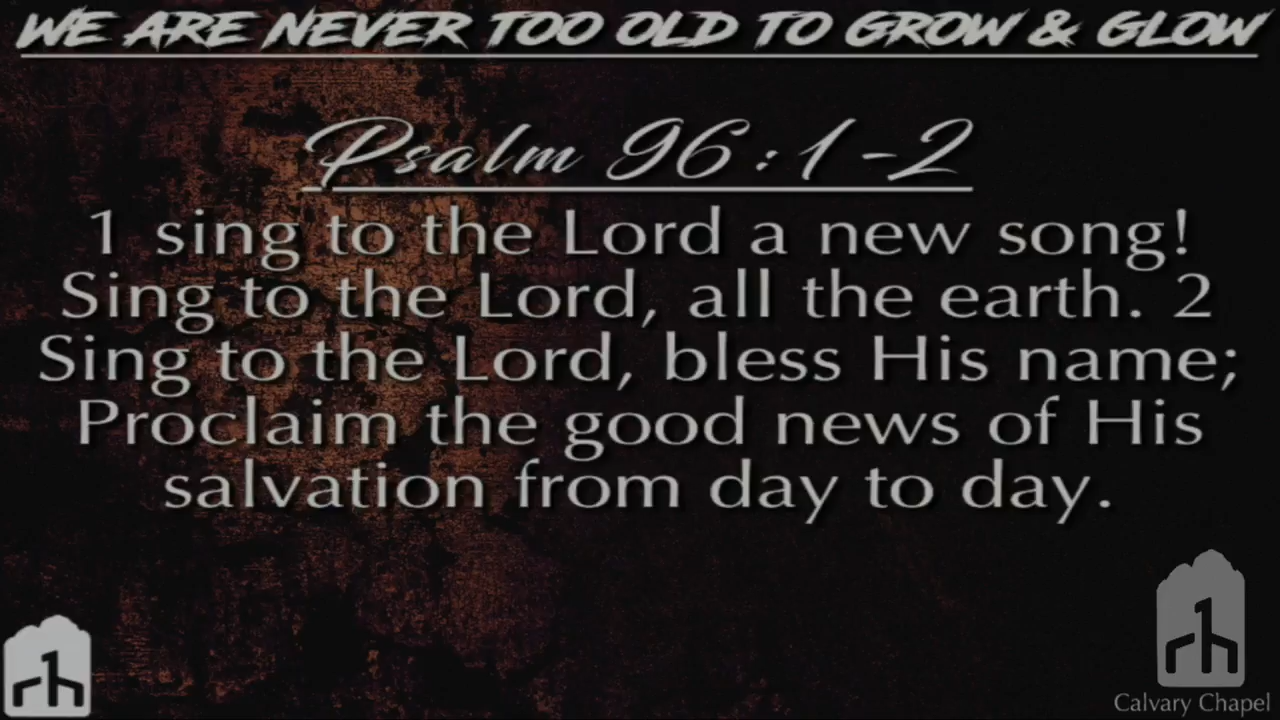 WE ARE NEVER TOO OLD TO GROW & GLOW
Psalm 96:1-2
1 sing to the Lord a new song!
Sing to the Lord, all the earth. 2
Sing to the Lord, bless His name;
Proclaim the good news of His
salvation from day to day.
Calvary Chapel